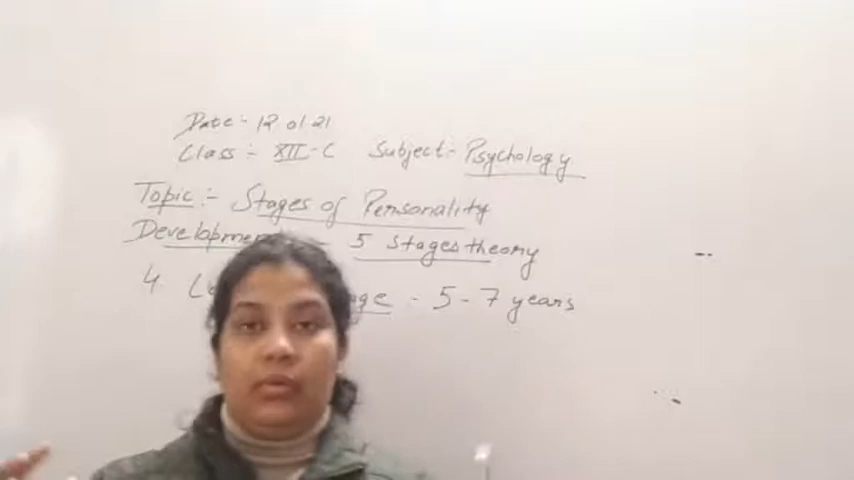 Date:- 12 01 21
Class:- XII-C Subject:- Psychology
Topic:- Stages of Personality
5 Stages theory
4. - 5-7 years